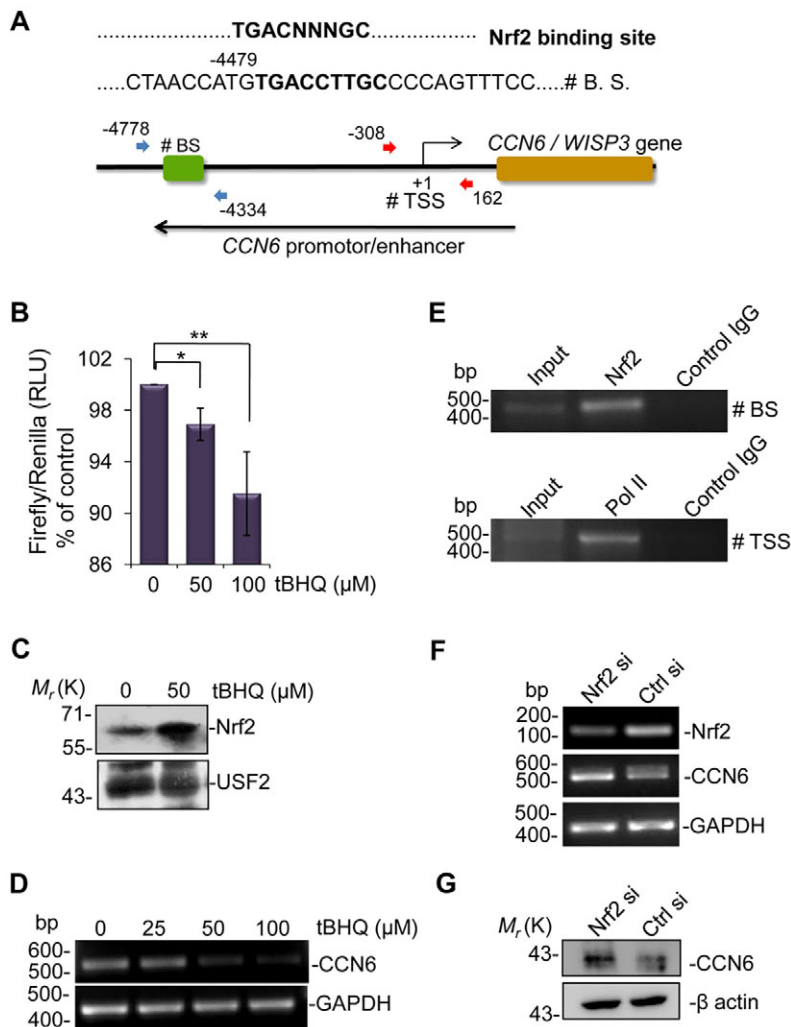 A
......................TGACNNNGC...................... Nrf2 binding site
-4479
.....CTAACCATGTGACCTTGCCCCAGTTTCC.....# B. S.
-4778 # BS -308 CCN6 / WISP3 gene
+1
-4334 # TSS 162
CCN6 promotor/enhancer
B
Firefly/Renilla (RLU)
% of control
102
98
94
90
86
*
**
0 50 100 tBHQ (µM)
C
Mr (K) 0 50 tBHQ (µM)
71-
55-
-Nrf2
43-
-USF2
D
bp 0 25 50 100 tBHQ (µM)
600-
500-
-CCN6
500-
400-
-GAPDH
E
bp Input Nrf2 Control IgG
500-
400-
# BS
bp Input Pol II Control IgG
500-
400-
# TSS
F
bp Nrf2 si Ctrl si
200-
100-
-Nrf2
600-
500-
-CCN6
500-
400-
-GAPDH
G
Mr (K) Nrf2 si Ctrl si
43-
-CCN6
43-
-β actin